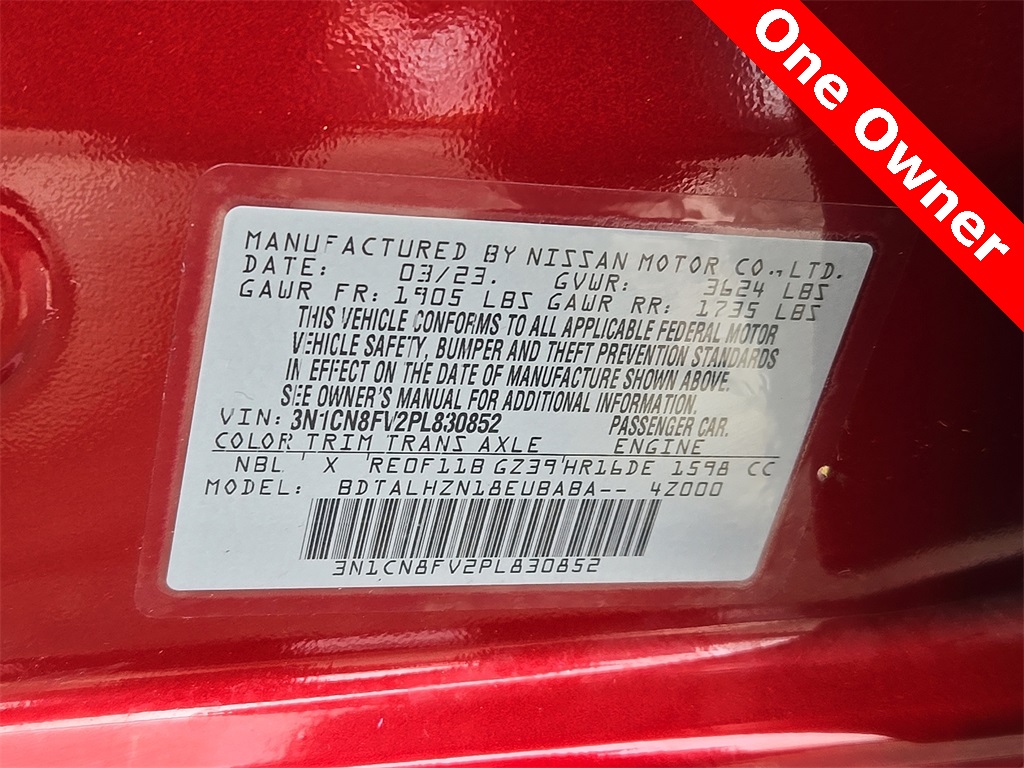 One Owner
MANUFACTURED BY NISSAN MOTOR CO., LTD.
DATE: 03/23. GVWR: 3624 LBS
GAWR FR: 1905 LBS GAWR RR: 1735 LBS
THIS VEHICLE CONFORMS TO ALL APPLICABLE FEDERAL MOTOR
VEHICLE SAFETY, BUMPER AND THEFT PREVENTION STANDARDS
IN EFFECT ON THE DATE OF MANUFACTURE SHOWN ABOVE.
SEE OWNER'S MANUAL FOR ADDITIONAL INFORMATION.
VIN: 3N1CN8FV2PL830852 PASSENGER CAR.
COLOR TRIM TRANS AXLE ENGINE
NBL X RE0F11B GZ39 HR16DE 1598 CC
MODEL: BDTALHZN18EUBABA-- 4Z000
3N1CN8FV2PL830852